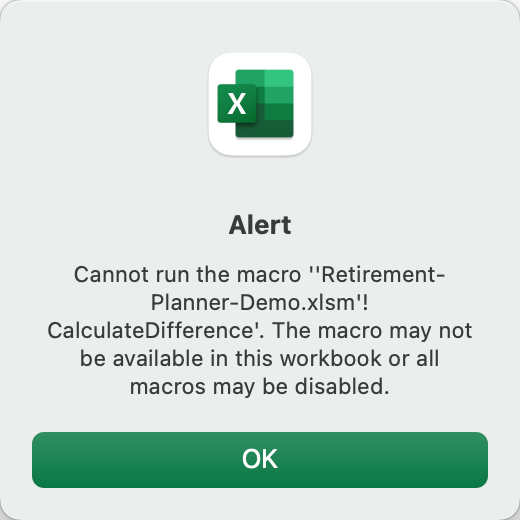 X
Alert
Cannot run the macro ''Retirement-
Planner-Demo.xlsm'!
CalculateDifference'. The macro may not
be available in this workbook or all
macros may be disabled.
OK